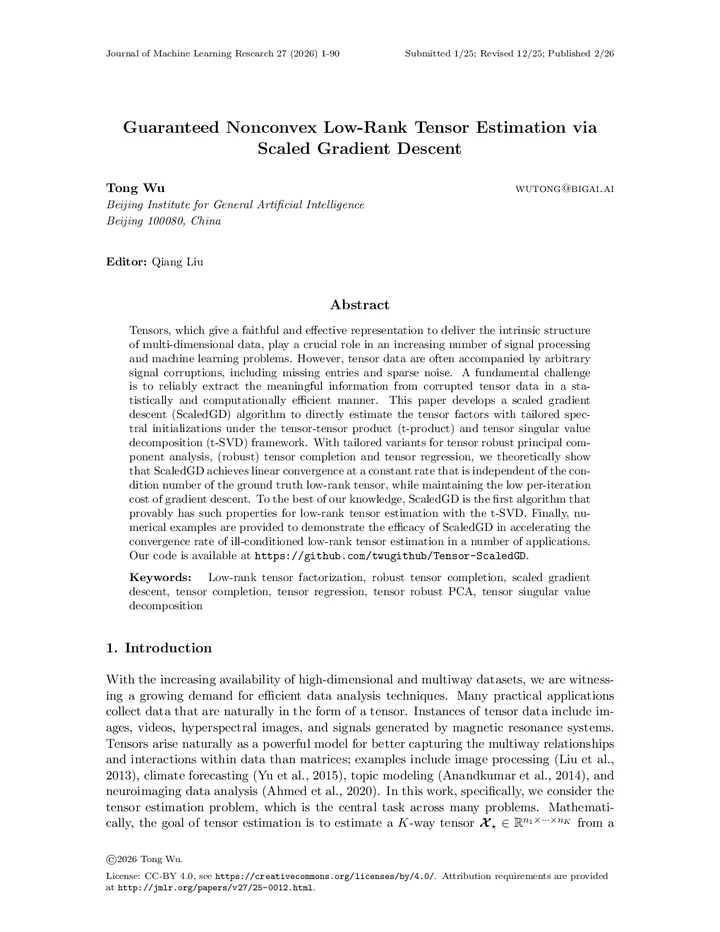 Journal of Machine Learning Research 27 (2026) 1-90 Submitted 1/25; Revised 12/25; Published 2/26
Guaranteed Nonconvex Low-Rank Tensor Estimation via
Scaled Gradient Descent
Tong Wu wutong@bigai.ai
Beijing Institute for General Artificial Intelligence
Beijing 100080, China
Editor: Qiang Liu
Abstract
Tensors, which give a faithful and effective representation to deliver the intrinsic structure
of multi-dimensional data, play a crucial role in an increasing number of signal processing
and machine learning problems. However, tensor data are often accompanied by arbitrary
signal corruptions, including missing entries and sparse noise. A fundamental challenge
is to reliably extract the meaningful information from corrupted tensor data in a sta-
tistically and computationally efficient manner. This paper develops a scaled gradient
descent (ScaledGD) algorithm to directly estimate the tensor factors with tailored spec-
tral initializations under the tensor-tensor product (t-product) and tensor singular value
decomposition (t-SVD) framework. With tailored variants for tensor robust principal com-
ponent analysis, (robust) tensor completion and tensor regression, we theoretically show
that ScaledGD achieves linear convergence at a constant rate that is independent of the con-
dition number of the ground truth low-rank tensor, while maintaining the low per-iteration
cost of gradient descent. To the best of our knowledge, ScaledGD is the first algorithm that
provably has such properties for low-rank tensor estimation with the t-SVD. Finally, nu-
merical examples are provided to demonstrate the efficacy of ScaledGD in accelerating the
convergence rate of ill-conditioned low-rank tensor estimation in a number of applications.
Our code is available at https://github.com/twugithub/Tensor-ScaledGD.
Keywords: Low-rank tensor factorization, robust tensor completion, scaled gradient
descent, tensor completion, tensor regression, tensor robust PCA, tensor singular value
decomposition
1. Introduction
With the increasing availability of high-dimensional and multiway datasets, we are witness-
ing a growing demand for efficient data analysis techniques. Many practical applications
collect data that are naturally in the form of a tensor. Instances of tensor data include im-
ages, videos, hyperspectral images, and signals generated by magnetic resonance systems.
Tensors arise naturally as a powerful model for better capturing the multiway relationships
and interactions within data than matrices; examples include image processing (Liu et al.,
2013), climate forecasting (Yu et al., 2015), topic modeling (Anandkumar et al., 2014), and
neuroimaging data analysis (Ahmed et al., 2020). In this work, specifically, we consider the
tensor estimation problem, which is the central task across many problems. Mathemati-
cally, the goal of tensor estimation is to estimate a K-way tensor 𝓧⋆ ∈ ℝ^{n₁×···×n_K} from a
©2026 Tong Wu.
License: CC-BY 4.0, see https://creativecommons.org/licenses/by/4.0/. Attribution requirements are provided
at http://jmlr.org/papers/v27/25-0012.html.